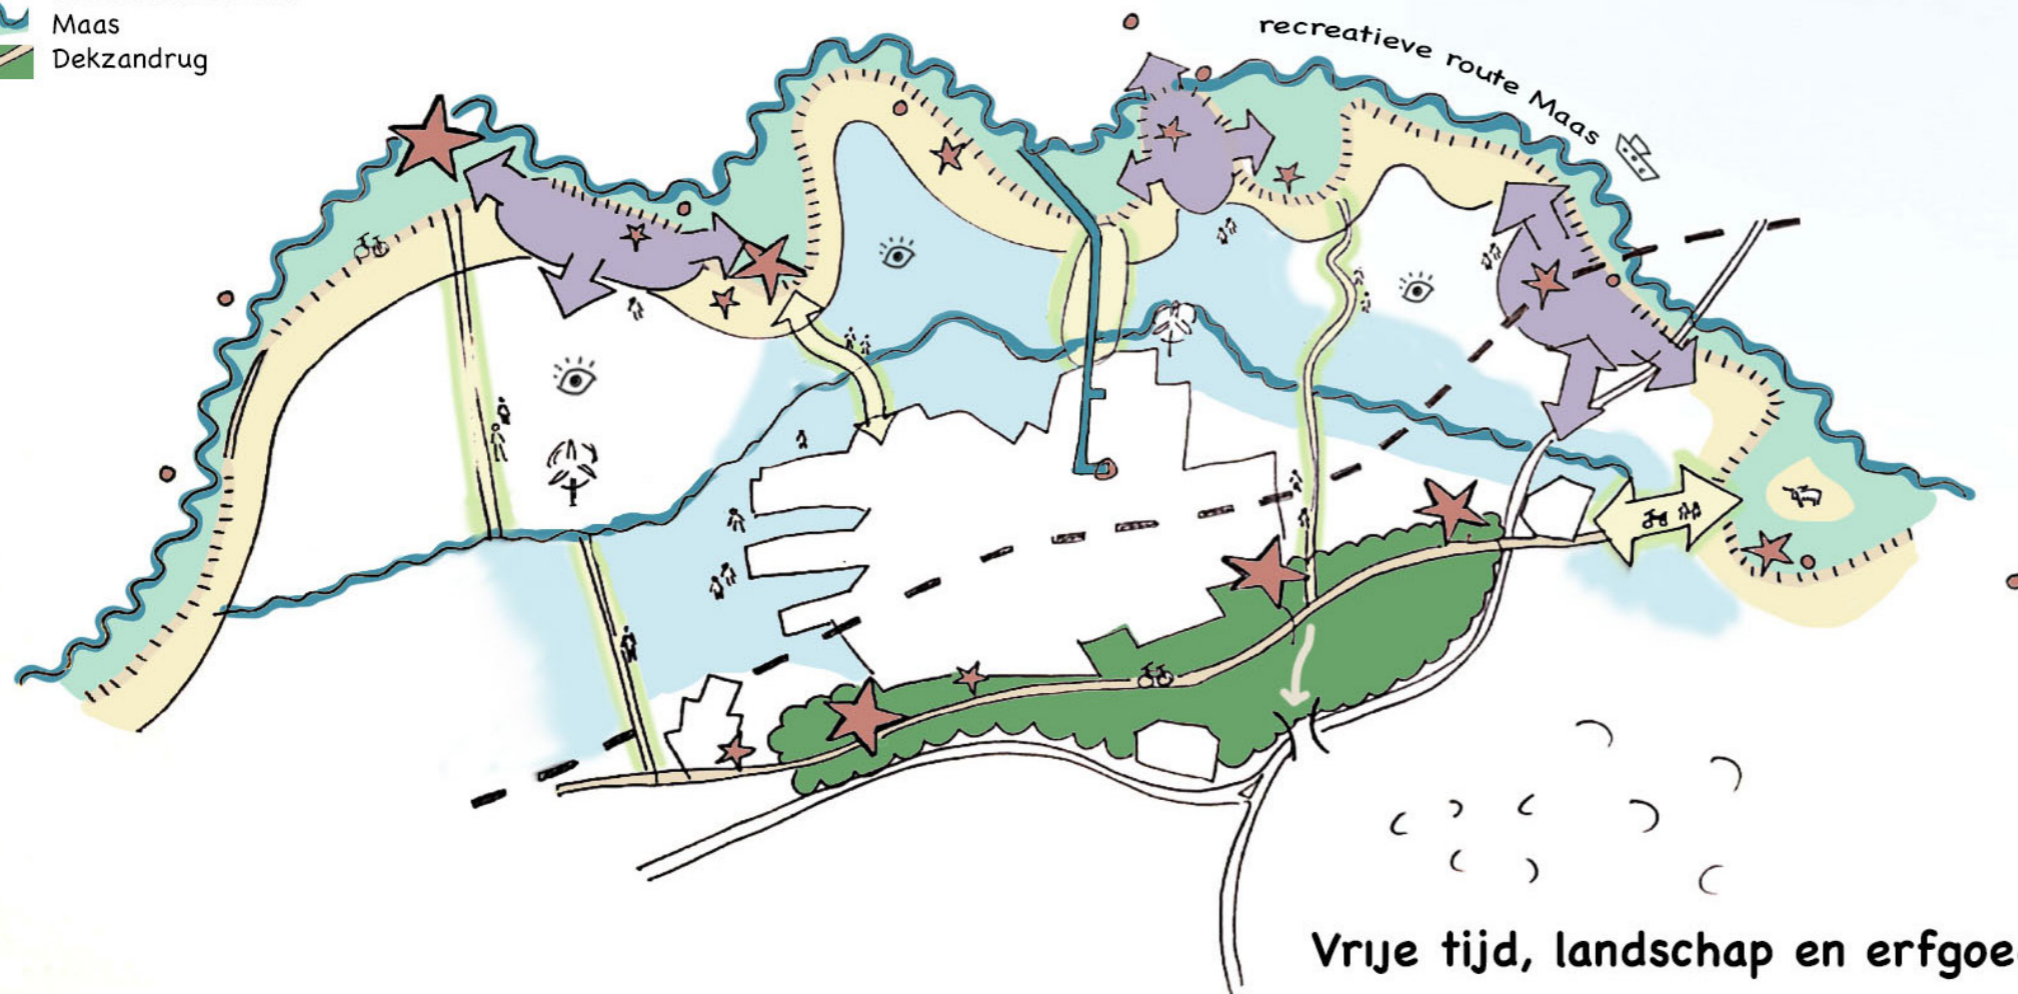 Maas
Dekzandrug
recreatieve route Maas
Vrije tijd, landschap en erfgoe